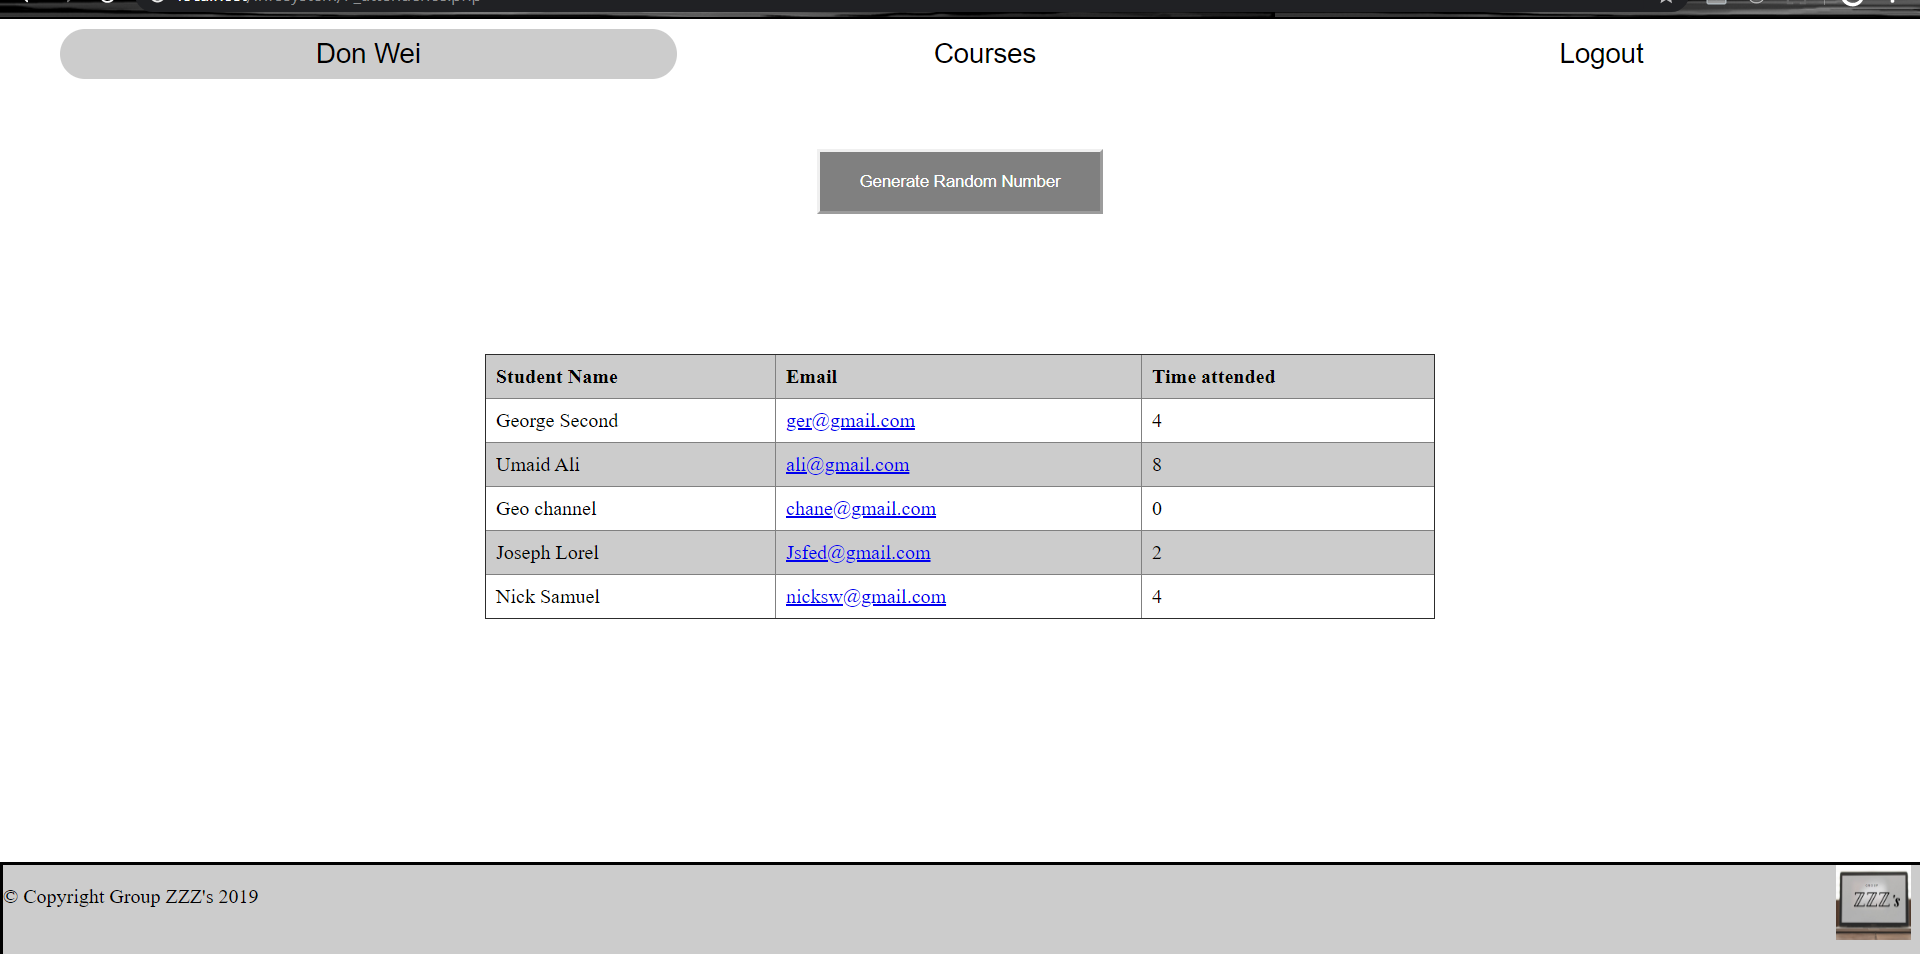 Don Wei Courses Logout
Generate Random Number
Student Name Email Time attended
George Second ger@gmail.com 4
Umaid Ali ali@gmail.com 8
Geo channel chane@gmail.com 0
Joseph Lorel Jsfed@gmail.com 2
Nick Samuel nicksw@gmail.com 4
© Copyright Group ZZZ's 2019
ZZZ's